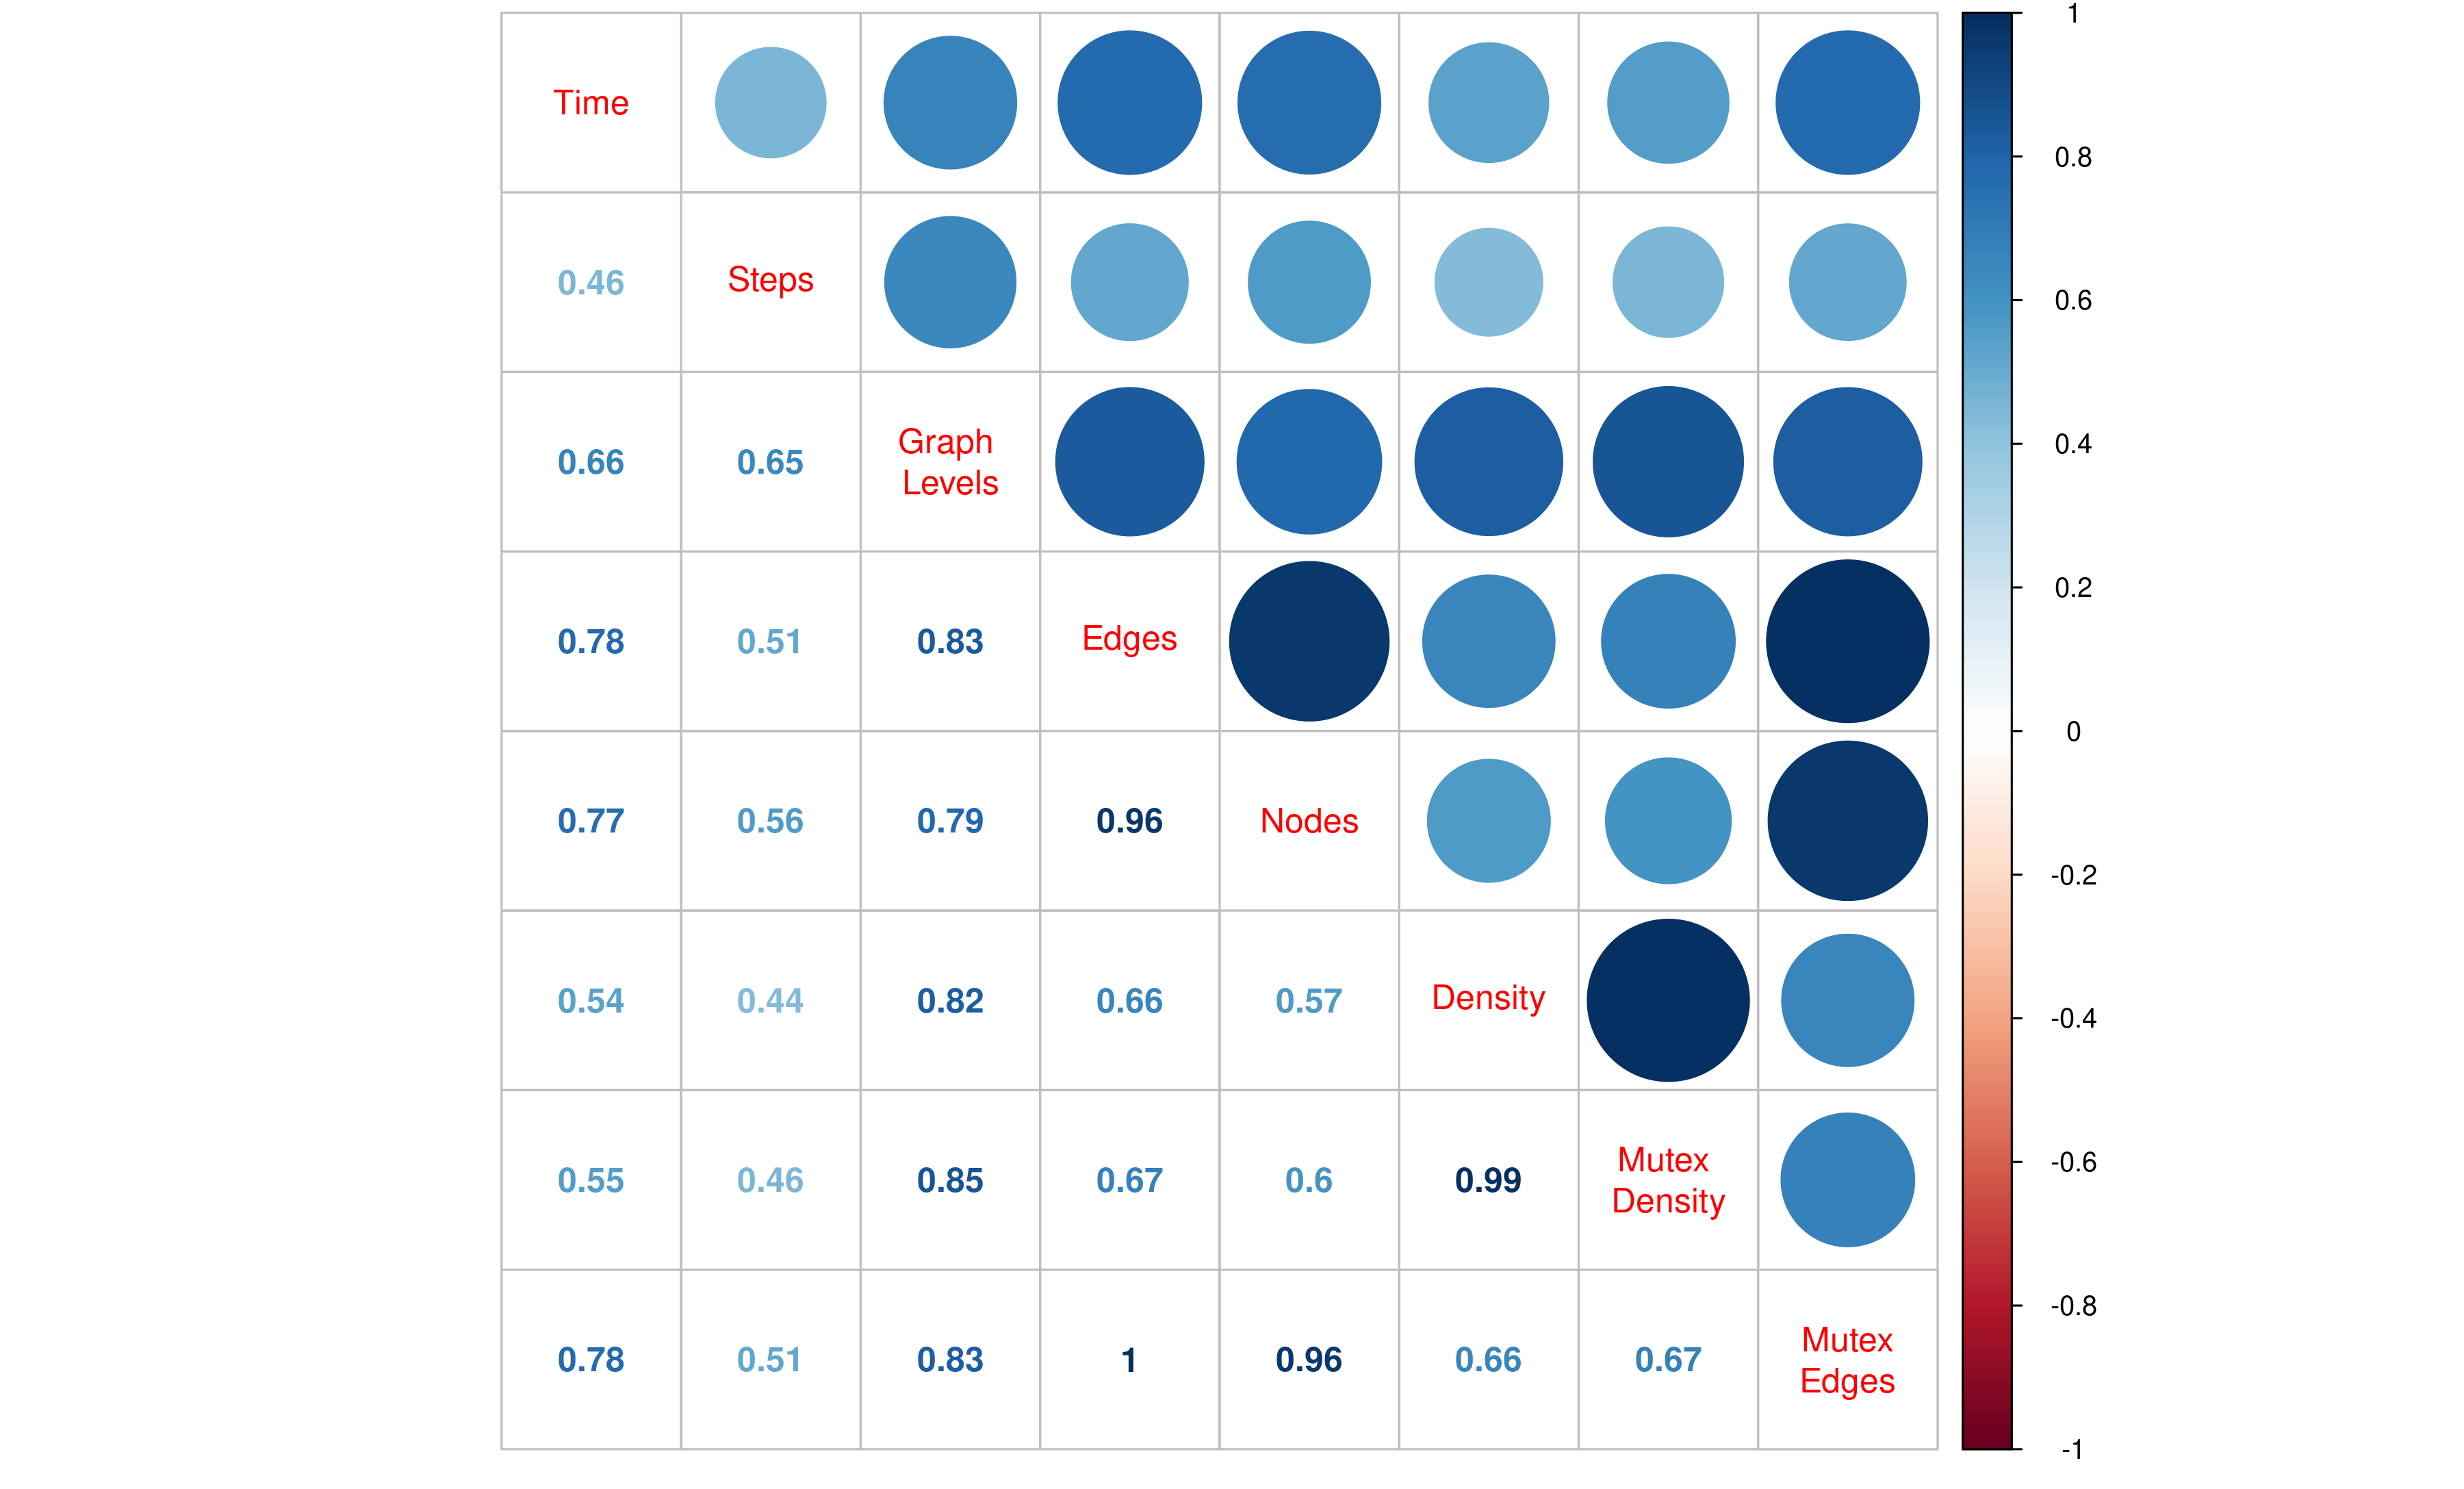 Time
0.46 Steps
0.66 0.65 Graph
Levels
0.78 0.51 0.83 Edges
0.77 0.56 0.79 0.96 Nodes
0.54 0.44 0.82 0.66 0.57 Density
0.55 0.46 0.85 0.67 0.6 0.99 Mutex
Density
0.78 0.51 0.83 1 0.96 0.66 0.67 Mutex
Edges
1
0.8
0.6
0.4
0.2
0
-0.2
-0.4
-0.6
-0.8
-1